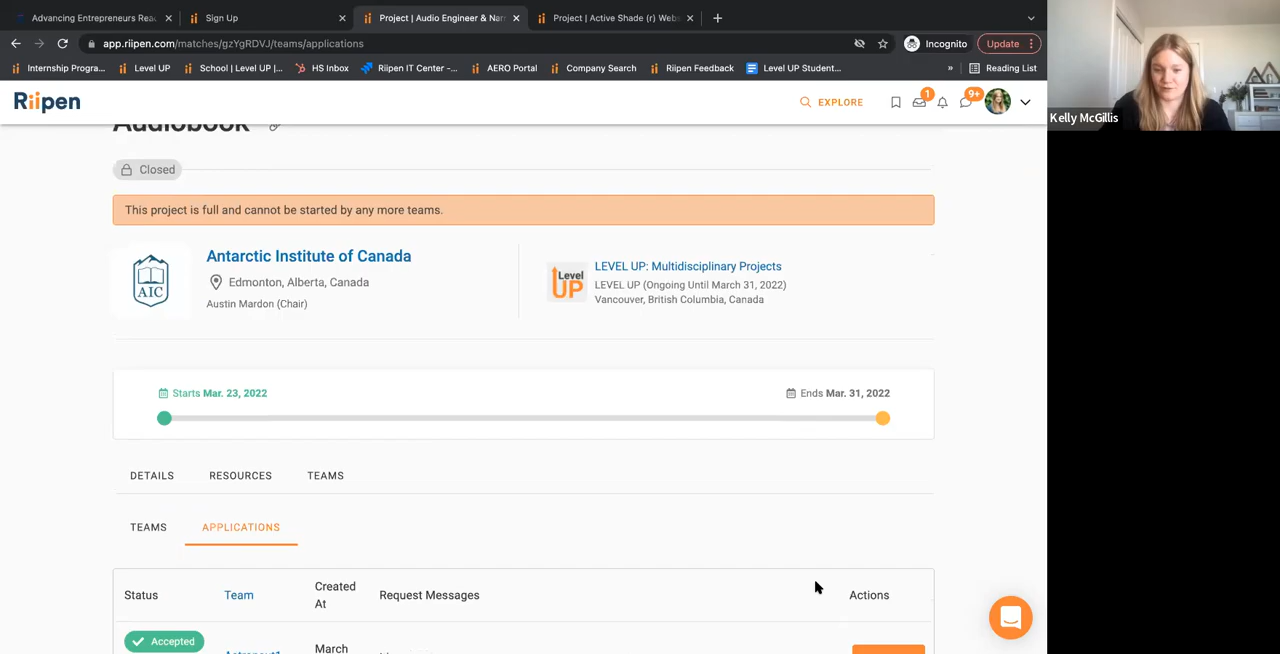 Advancing Entrepreneurs Rea
Sign Up
Project | Audio Engineer & Nar
Project | Active Shade (r) Webs
app.riipen.com/matches/gzYgRDVJ/teams/applications
Incognito
Update
Internship Progra...
Level UP
School | Level UP |...
HS Inbox
Riipen IT Center –...
AERO Portal
Company Search
Riipen Feedback
Level UP Student...
»
Reading List
Riipen
EXPLORE
1
9+
Kelly McGillis
Audiobook
Closed
This project is full and cannot be started by any more teams.
AIC
Antarctic Institute of Canada
Edmonton, Alberta, Canada
Austin Mardon (Chair)
Level UP
LEVEL UP: Multidisciplinary Projects
LEVEL UP (Ongoing Until March 31, 2022)
Vancouver, British Columbia, Canada
Starts Mar. 23, 2022
Ends Mar. 31, 2022
DETAILS
RESOURCES
TEAMS
TEAMS
APPLICATIONS
Status
Team
Created
At
Request Messages
Actions
Accepted
March